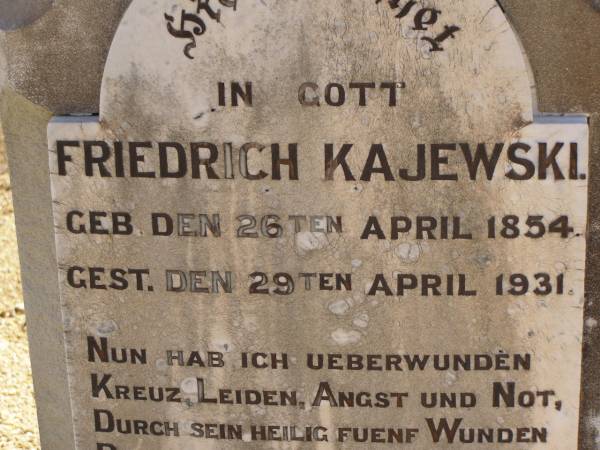 IN GOTT
FRIEDRICH KAJEWSKI.
GEB. DEN 26TEN APRIL 1854.
GEST. DEN 29TEN APRIL 1931.
NUN HAB' ICH UEBERWUNDEN
KREUZ, LEIDEN, ANGST UND NOT,
DURCH SEIN HEILIG FUENF WUNDEN